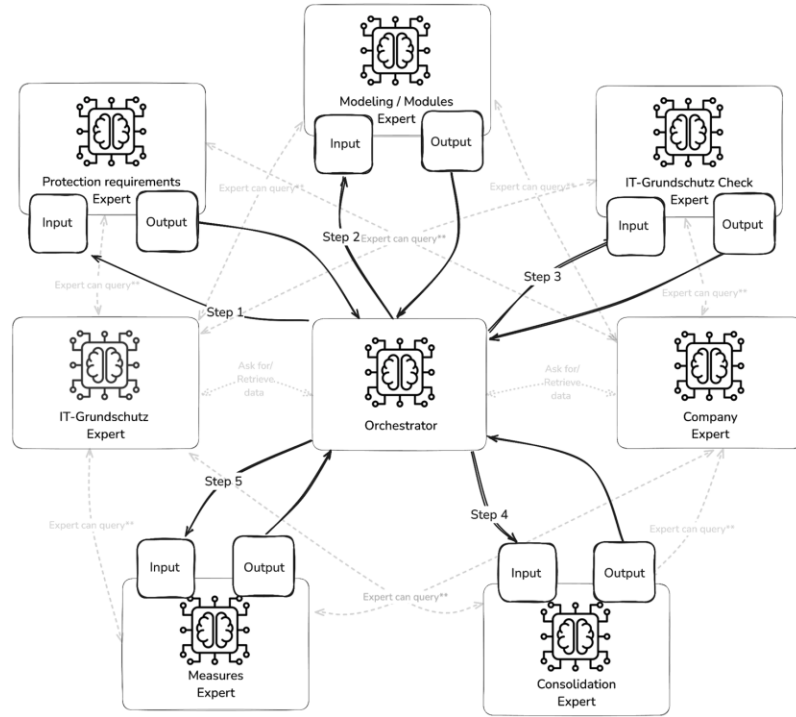 Modeling / Modules
Expert
Input
Output
Protection requirements
Expert
Input
Output
IT-Grundschutz Check
Expert
Input
Output
Expert can query**
Expert can query**
Step 2
Expert can query**
Expert can query**
Expert can query**
Step 3
Step 1
IT-Grundschutz
Expert
Ask for/
Retrieve
data
Orchestrator
Ask for/
Retrieve
data
Company
Expert
Step 5
Step 4
Expert can query**
Expert can query**
Input
Output
Measures
Expert
Expert can query**
Input
Output
Consolidation
Expert